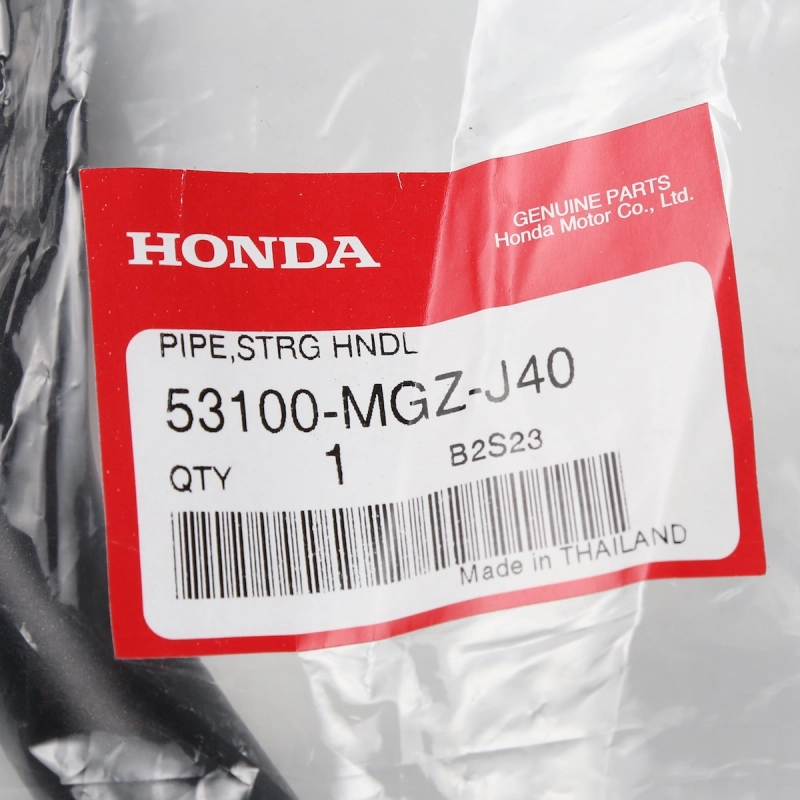 HONDA
GENUINE PARTS
Honda Motor Co., Ltd.
PIPE,STRG HNDL
53100-MGZ-J40
QTY 1 B2S23
Made in THAILAND